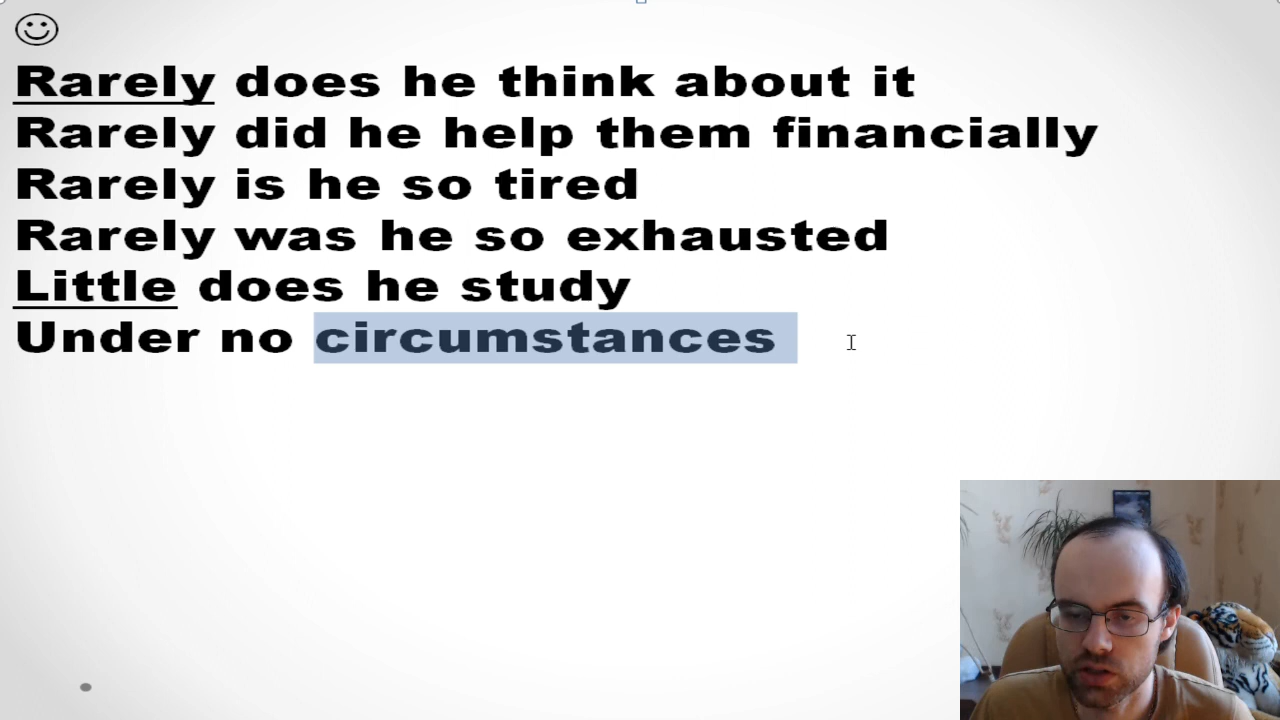 Rarely does he think about it
Rarely did he help them financially
Rarely is he so tired
Rarely was he so exhausted
Little does he study
Under no circumstances